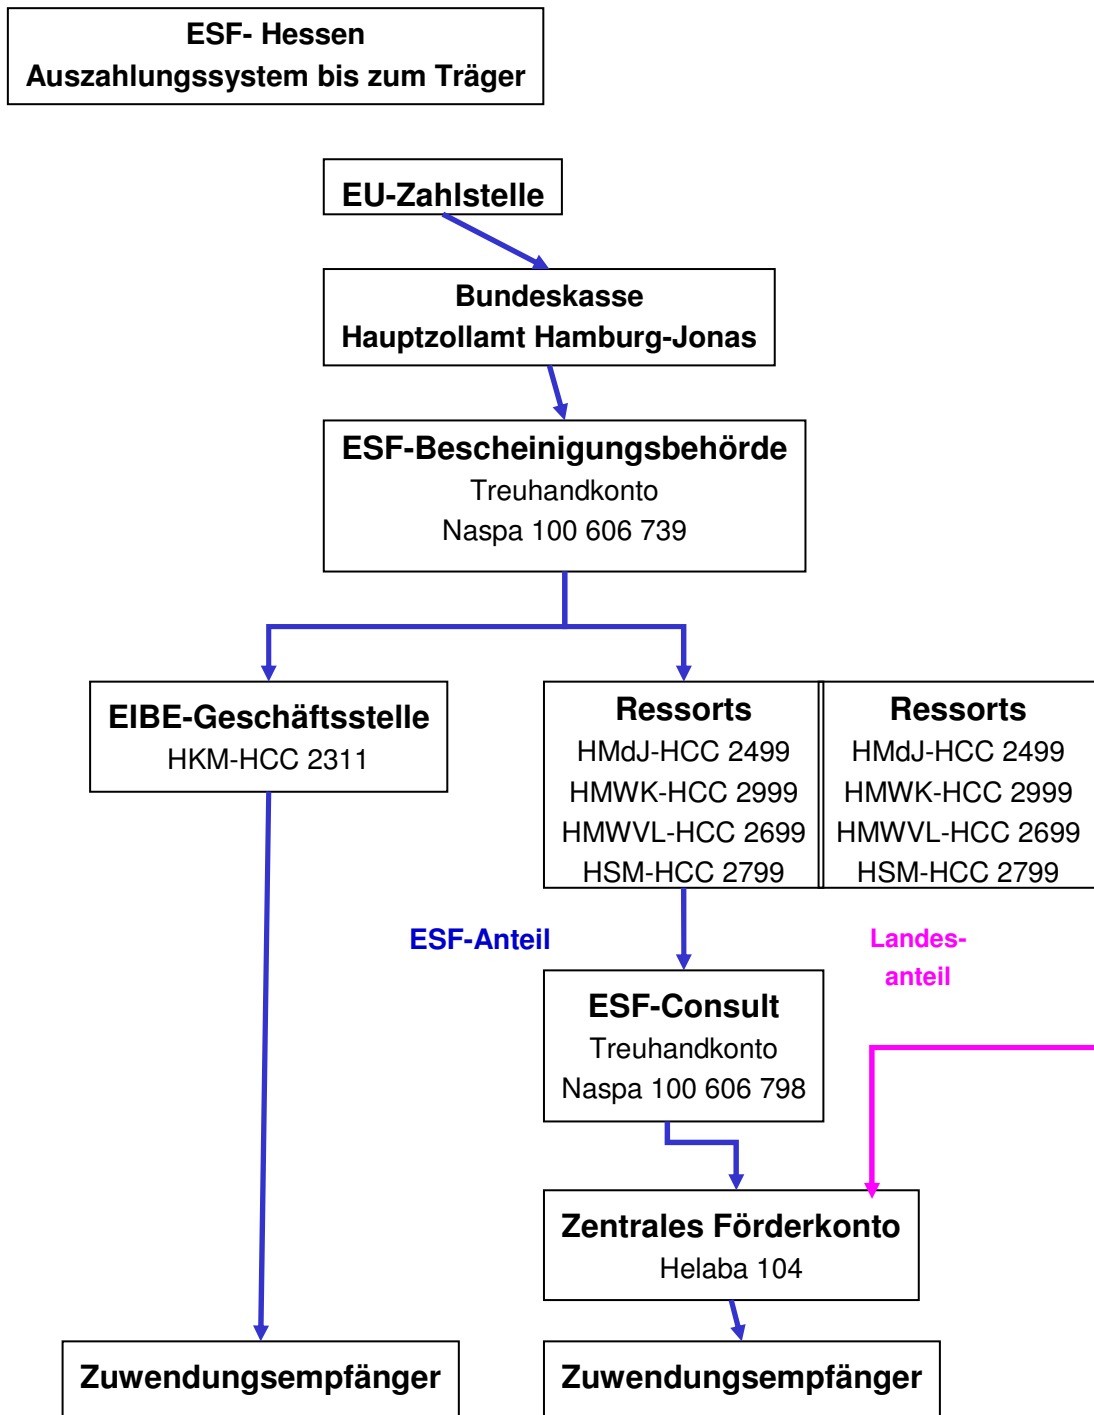 ESF- Hessen
Auszahlungssystem bis zum Träger
EU-Zahlstelle
Bundeskasse
Hauptzollamt Hamburg-Jonas
ESF-Bescheinigungsbehörde
Treuhandkonto
Naspa 100 606 739
EIBE-Geschäftsstelle
HKM-HCC 2311
Ressorts
HMdJ-HCC 2499
HMWK-HCC 2999
HMWVL-HCC 2699
HSM-HCC 2799
Ressorts
HMdJ-HCC 2499
HMWK-HCC 2999
HMWVL-HCC 2699
HSM-HCC 2799
ESF-Anteil
Landes-
anteil
ESF-Consult
Treuhandkonto
Naspa 100 606 798
Zentrales Förderkonto
Helaba 104
Zuwendungsempfänger
Zuwendungsempfänger